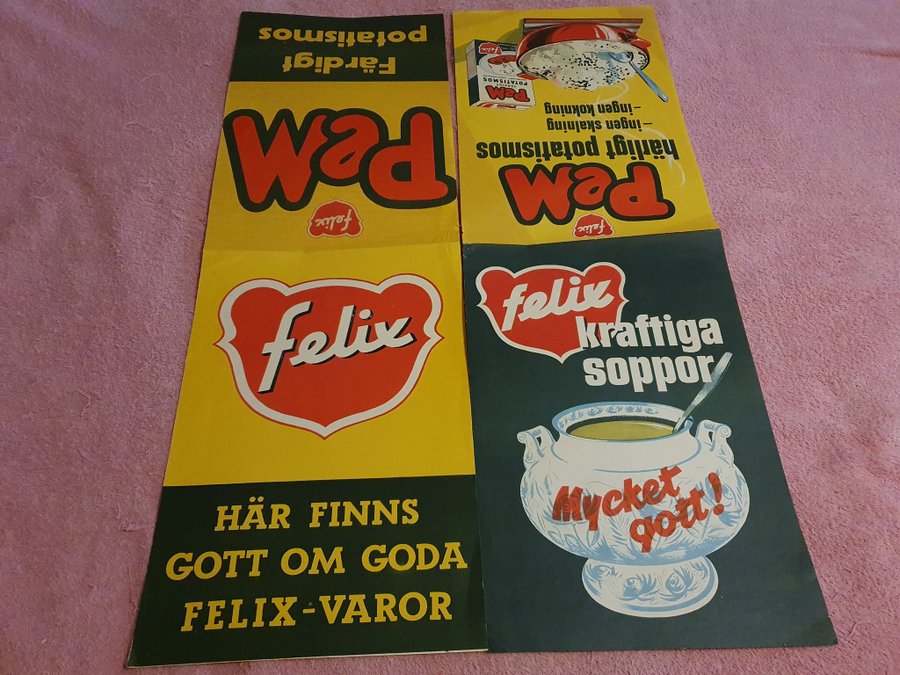 Färdigt
potatismos
PeM
felix
felix
HÄR FINNS
GOTT OM GODA
FELIX-VAROR
felix
PeM
härligt potatismos
–ingen skalning
–ingen kokning
felix
PeM
POTATISMOS
felix
kraftiga
soppor
Mycket
gott!